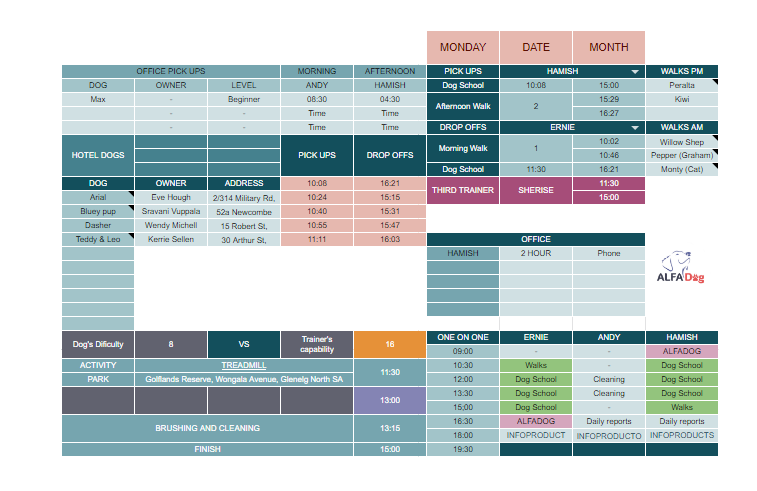 MONDAY DATE MONTH
OFFICE PICK UPS MORNING AFTERNOON PICK UPS HAMISH WALKS PM
DOG OWNER LEVEL ANDY HAMISH Dog School 10:08 15:00 Peralta
Max - Beginner 08:30 04:30 Afternoon Walk 2 15:29 Kiwi
- - Time Time 16:27
- - Time Time DROP OFFS ERNIE WALKS AM
HOTEL DOGS PICK UPS DROP OFFS Morning Walk 1 10:02 Willow Shep
10:46 Pepper (Graham)
Dog School 11:30 16:21 Monty (Cat)
DOG OWNER ADDRESS 10:08 16:21 THIRD TRAINER SHERISE 11:30
Arial Eve Hough 2/314 Military Rd, 10:24 15:15 15:00
Bluey pup Sravani Vuppala 52a Newcombe 10:40 15:31
Dasher Wendy Michell 15 Robert St, 10:55 15:47
Teddy & Leo Kerrie Sellen 30 Arthur St, 11:11 16:03 OFFICE
HAMISH 2 HOUR Phone
ALFADog
Dog's Dificulty 8 VS Trainer's capability 16 ONE ON ONE ERNIE ANDY HAMISH
09:00 - - ALFADOG
ACTIVITY TREADMILL 11:30 10:30 Walks - Dog School
PARK Golflands Reserve, Wongala Avenue, Glenelg North SA 12:00 Dog School Cleaning Dog School
13:00 13:30 Dog School Cleaning Dog School
15;00 Dog School - Walks
BRUSHING AND CLEANING 13:15 16:30 ALFADOG Daily reports Daily reports
18:00 INFOPRODUCT INFOPRODUCTO INFOPRODUCTS
FINISH 15:00 19:30